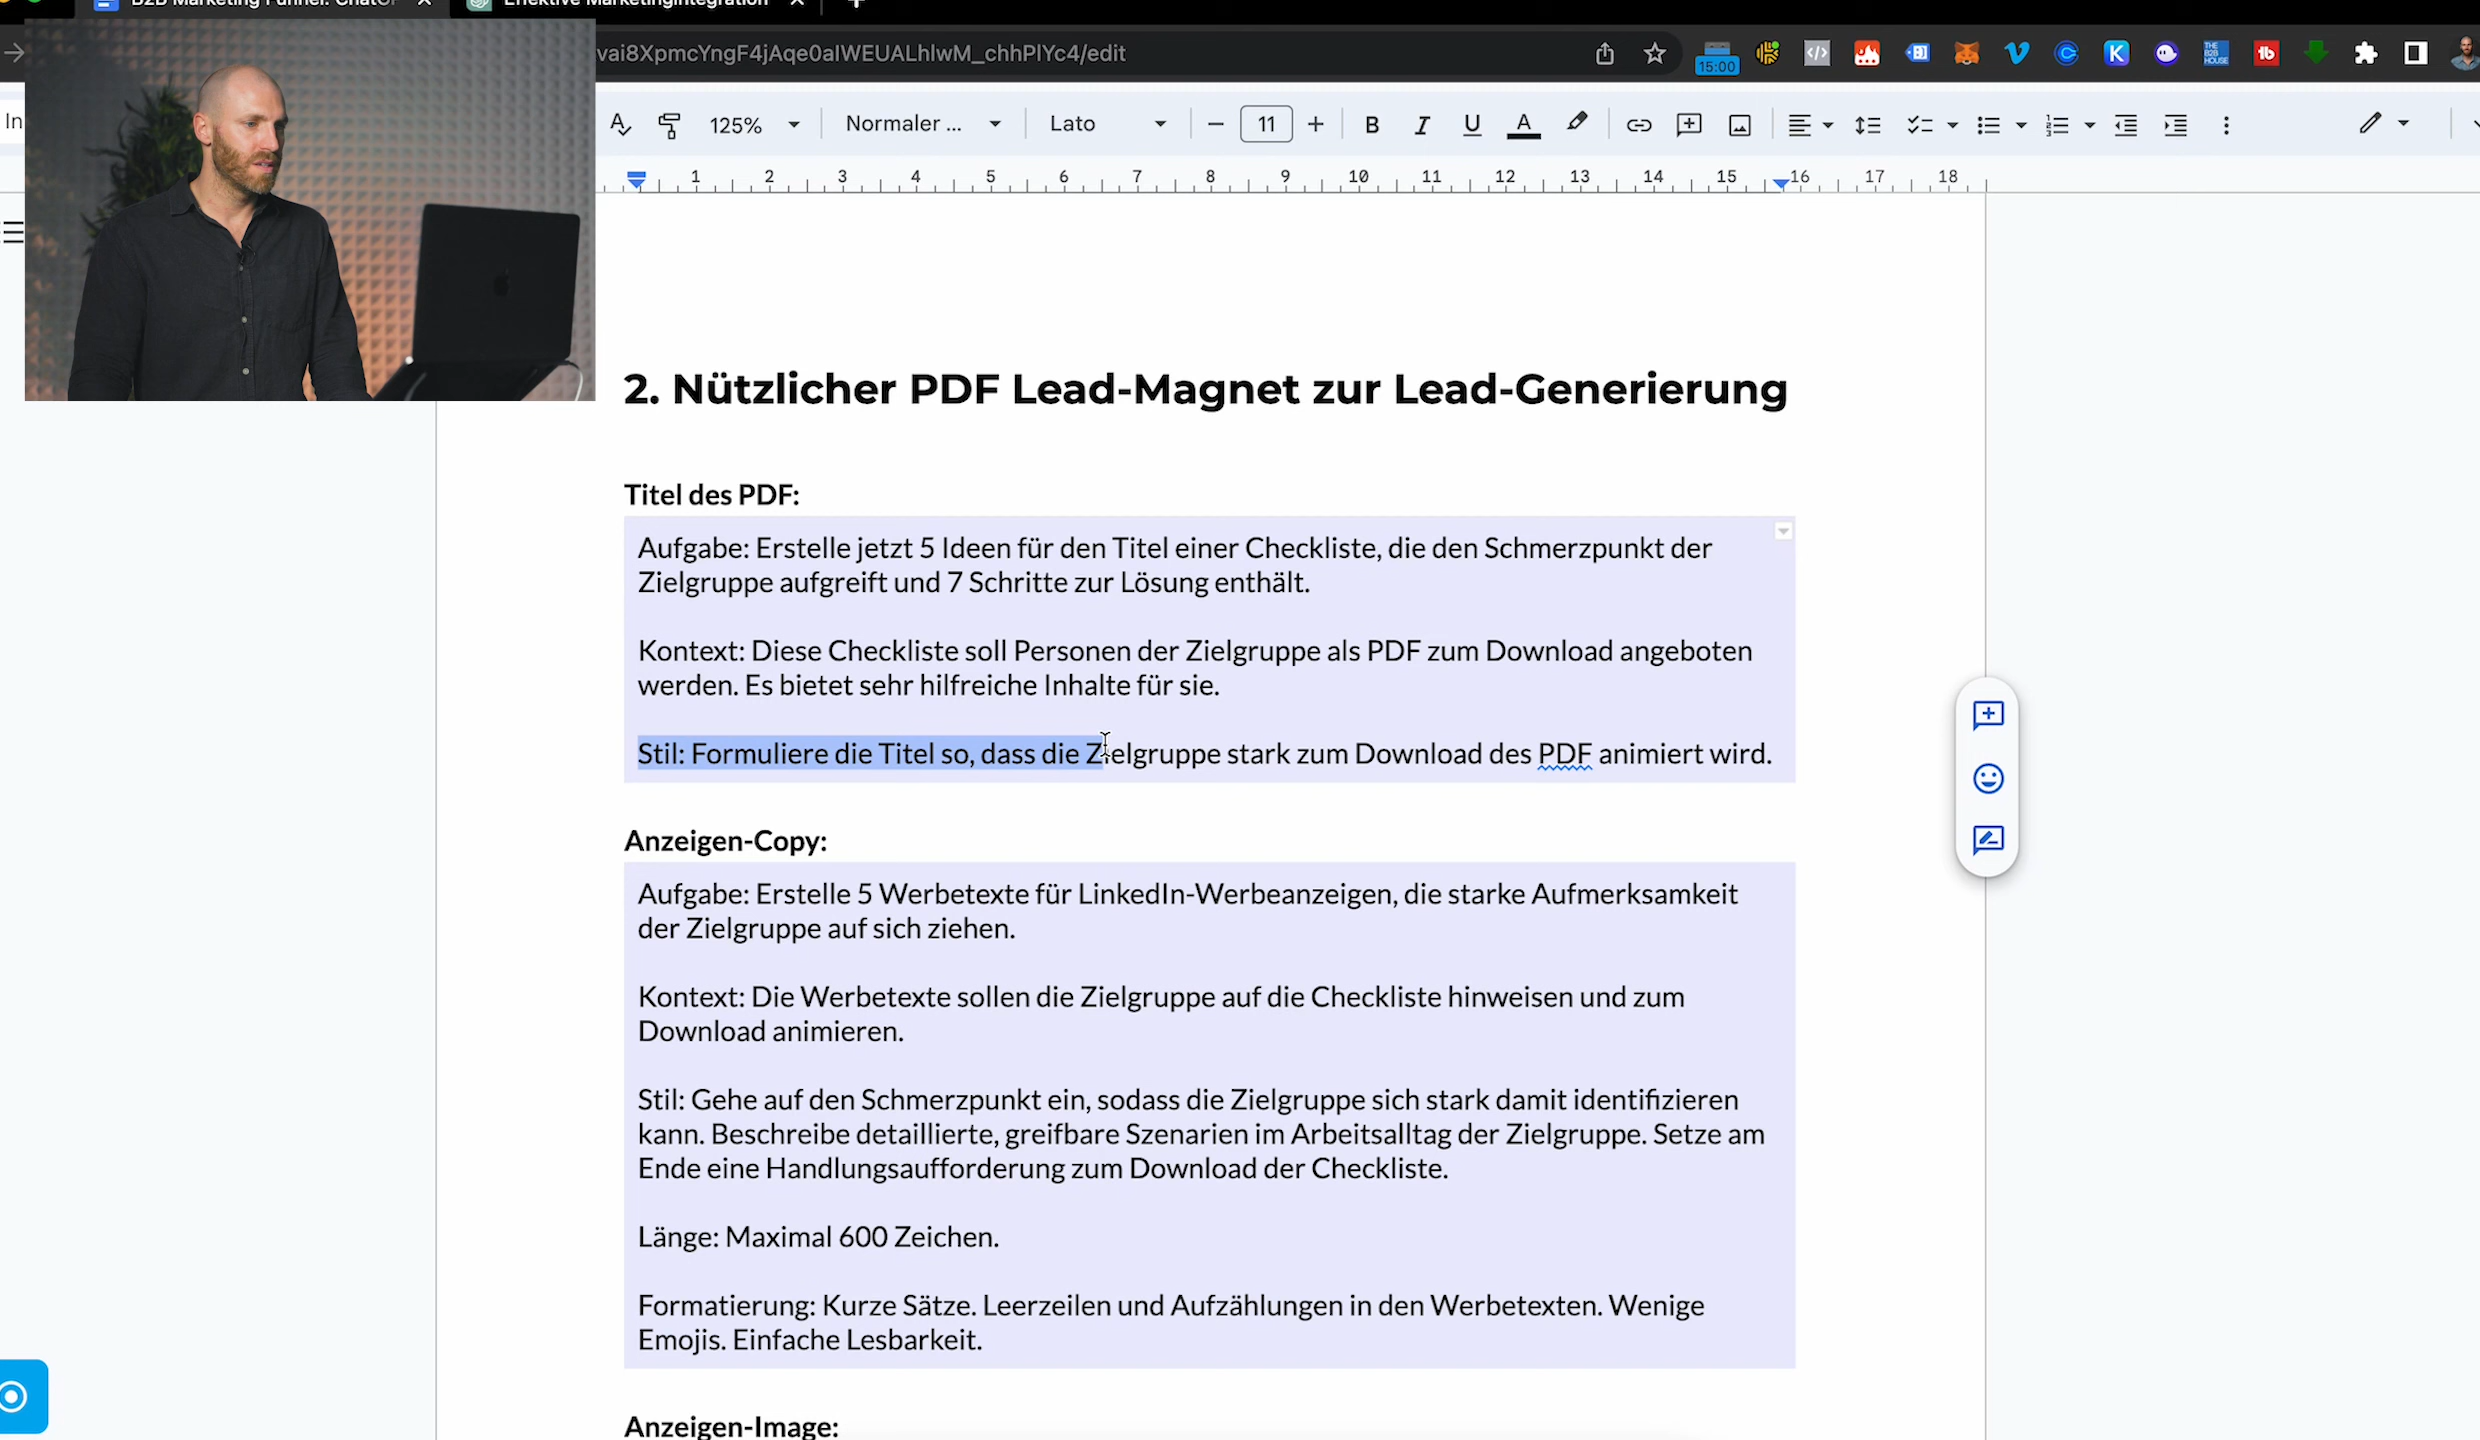 B2B Marketing Funnel: ChatG
Effektive Marketingintegration
vai8XpmcYngF4jAqe0alWEUALhlwM_chhPlYc4/edit
15:00
In
125%
Normaler ...
Lato
11
B I U A
1 2 3 4 5 6 7 8 9 10 11 12 13 14 15 16 17 18
2. Nützlicher PDF Lead-Magnet zur Lead-Generierung
Titel des PDF:
Aufgabe: Erstelle jetzt 5 Ideen für den Titel einer Checkliste, die den Schmerzpunkt der
Zielgruppe aufgreift und 7 Schritte zur Lösung enthält.
Kontext: Diese Checkliste soll Personen der Zielgruppe als PDF zum Download angeboten
werden. Es bietet sehr hilfreiche Inhalte für sie.
Stil: Formuliere die Titel so, dass die Zielgruppe stark zum Download des PDF animiert wird.
Anzeigen-Copy:
Aufgabe: Erstelle 5 Werbetexte für LinkedIn-Werbeanzeigen, die starke Aufmerksamkeit
der Zielgruppe auf sich ziehen.
Kontext: Die Werbetexte sollen die Zielgruppe auf die Checkliste hinweisen und zum
Download animieren.
Stil: Gehe auf den Schmerzpunkt ein, sodass die Zielgruppe sich stark damit identifizieren
kann. Beschreibe detaillierte, greifbare Szenarien im Arbeitsalltag der Zielgruppe. Setze am
Ende eine Handlungsaufforderung zum Download der Checkliste.
Länge: Maximal 600 Zeichen.
Formatierung: Kurze Sätze. Leerzeilen und Aufzählungen in den Werbetexten. Wenige
Emojis. Einfache Lesbarkeit.
Anzeigen-Image: